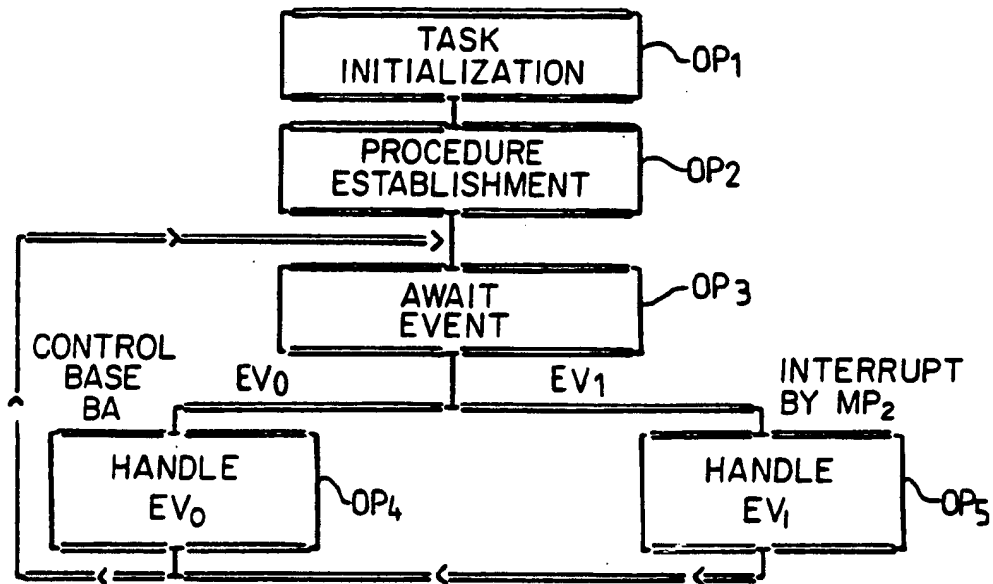 TASK
INITIALIZATION
OP1
PROCEDURE
ESTABLISHMENT
OP2
AWAIT
EVENT
OP3
CONTROL
BASE
BA
EV0
EV1
INTERRUPT
BY MP2
HANDLE
EV0
OP4
HANDLE
EV1
OP5